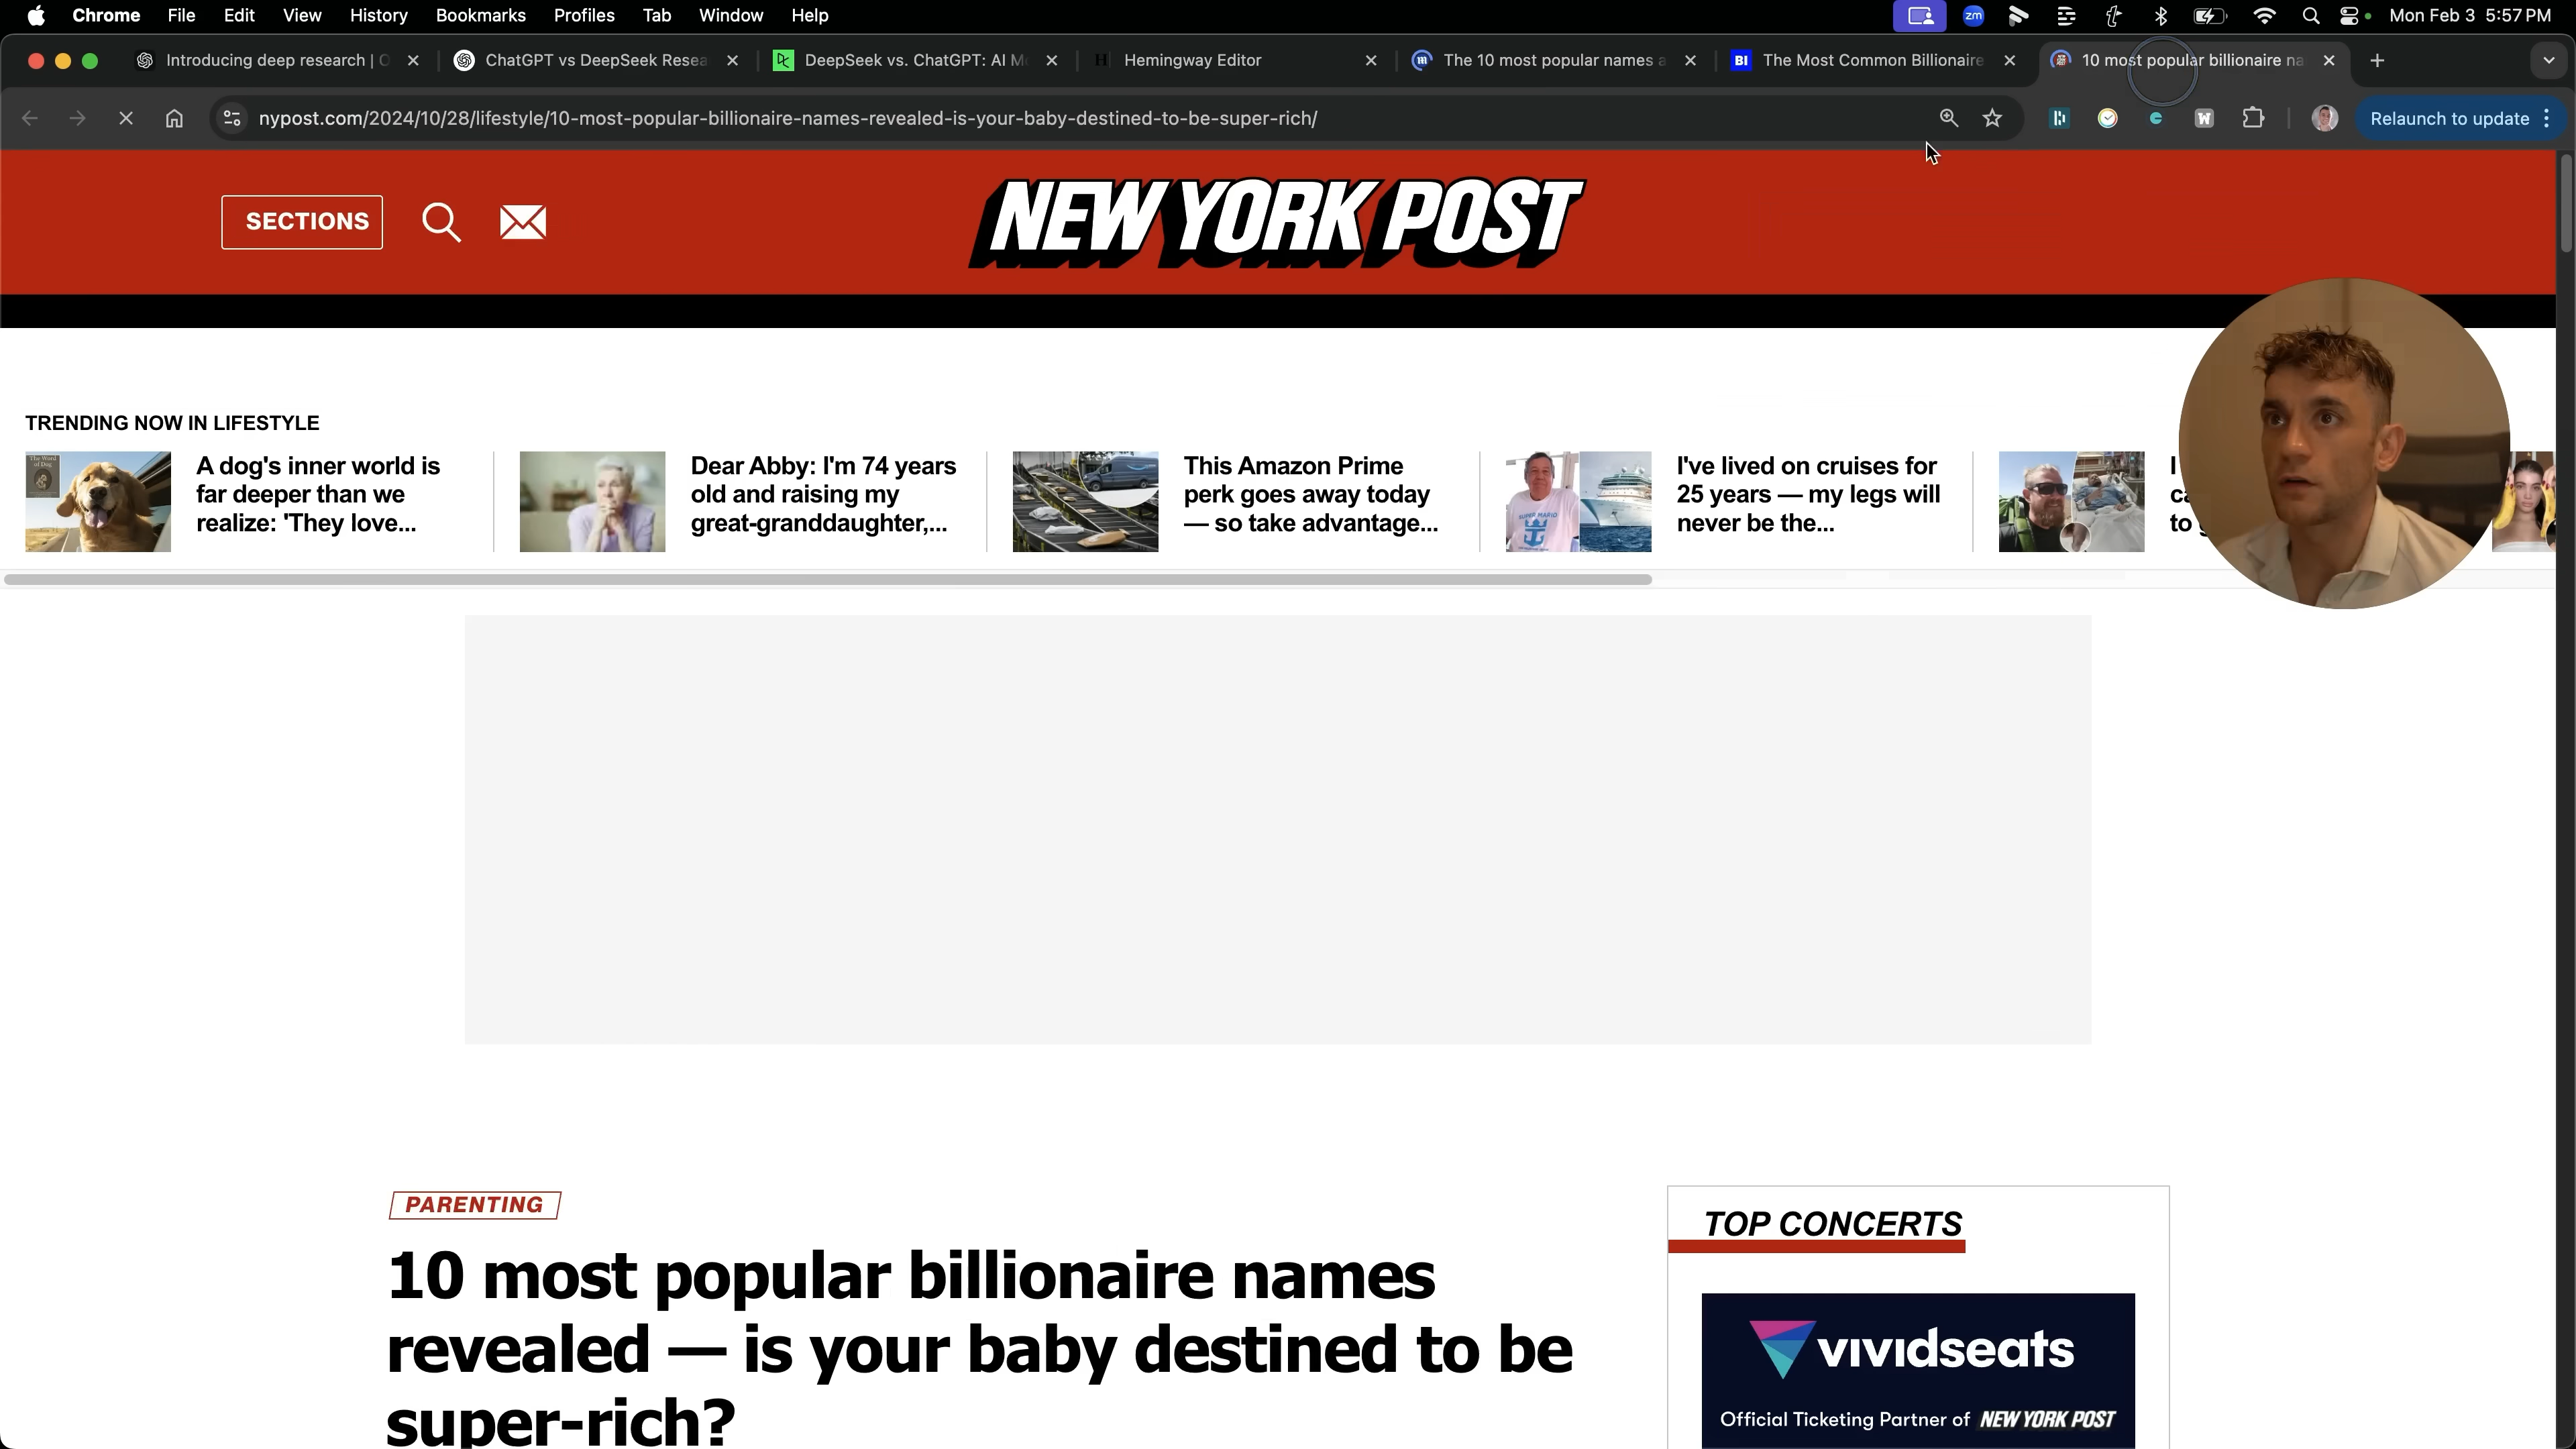 Chrome File Edit View History Bookmarks Profiles Tab Window Help
zm
Mon Feb 3 5:57 PM
Introducing deep research | O
ChatGPT vs DeepSeek Resea
DeepSeek vs. ChatGPT: AI Mo
H Hemingway Editor
The 10 most popular names a
BI The Most Common Billionaire
10 most popular billionaire na
nypost.com/2024/10/28/lifestyle/10-most-popular-billionaire-names-revealed-is-your-baby-destined-to-be-super-rich/
W
Relaunch to update
SECTIONS
NEW YORK POST
TRENDING NOW IN LIFESTYLE
A dog's inner world is
far deeper than we
realize: 'They love...
Dear Abby: I'm 74 years
old and raising my
great-granddaughter,...
This Amazon Prime
perk goes away today
— so take advantage...
I've lived on cruises for
25 years — my legs will
never be the...
I
to
PARENTING
10 most popular billionaire names
revealed — is your baby destined to be
super-rich?
TOP CONCERTS
vividseats
Official Ticketing Partner of NEW YORK POST